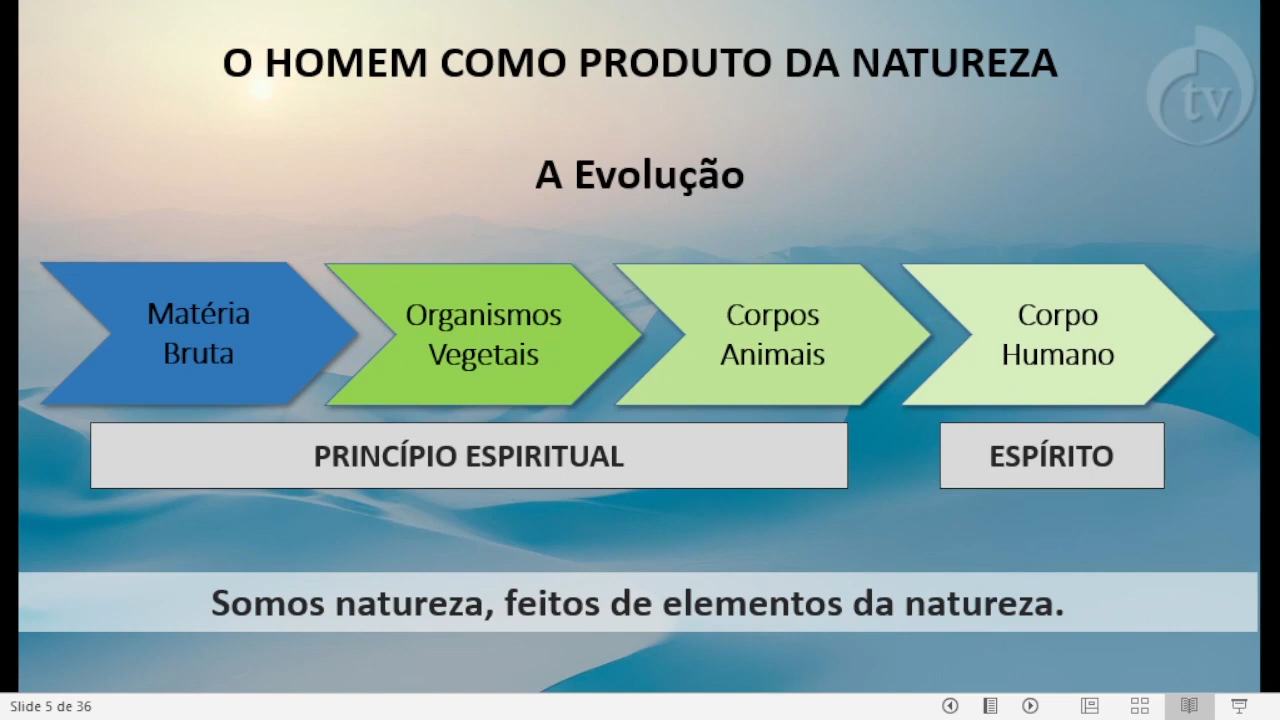 O HOMEM COMO PRODUTO DA NATUREZA
tv
A Evolução
Matéria
Bruta
Organismos
Vegetais
Corpos
Animais
Corpo
Humano
PRINCÍPIO ESPIRITUAL
ESPÍRITO
Somos natureza, feitos de elementos da natureza.
Slide 5 de 36